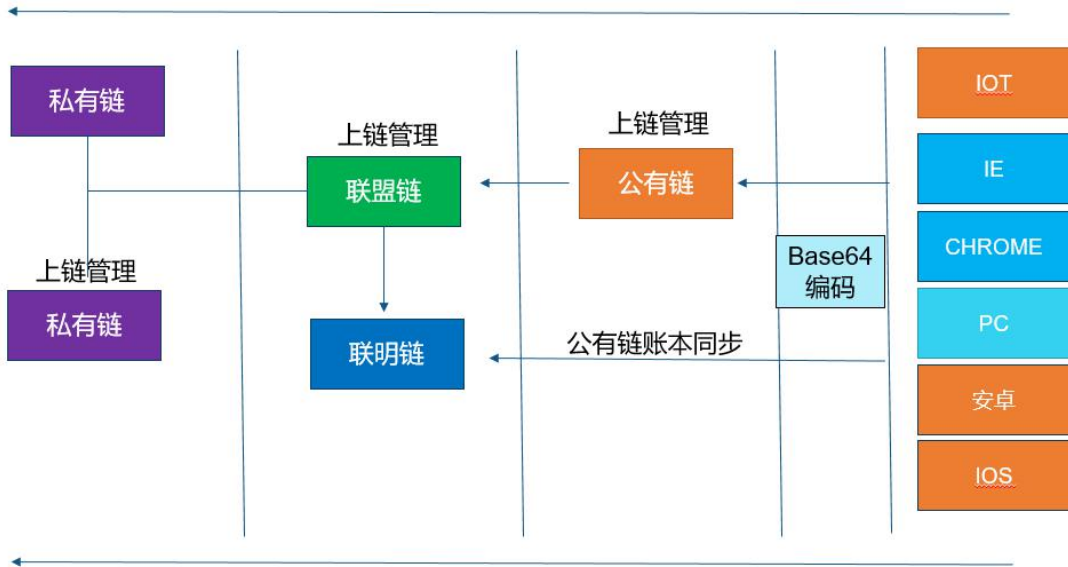 私有链
上链管理
私有链
上链管理
联盟链
联明链
上链管理
公有链
公有链账本同步
Base64
编码
IOT
IE
CHROME
PC
安卓
IOS